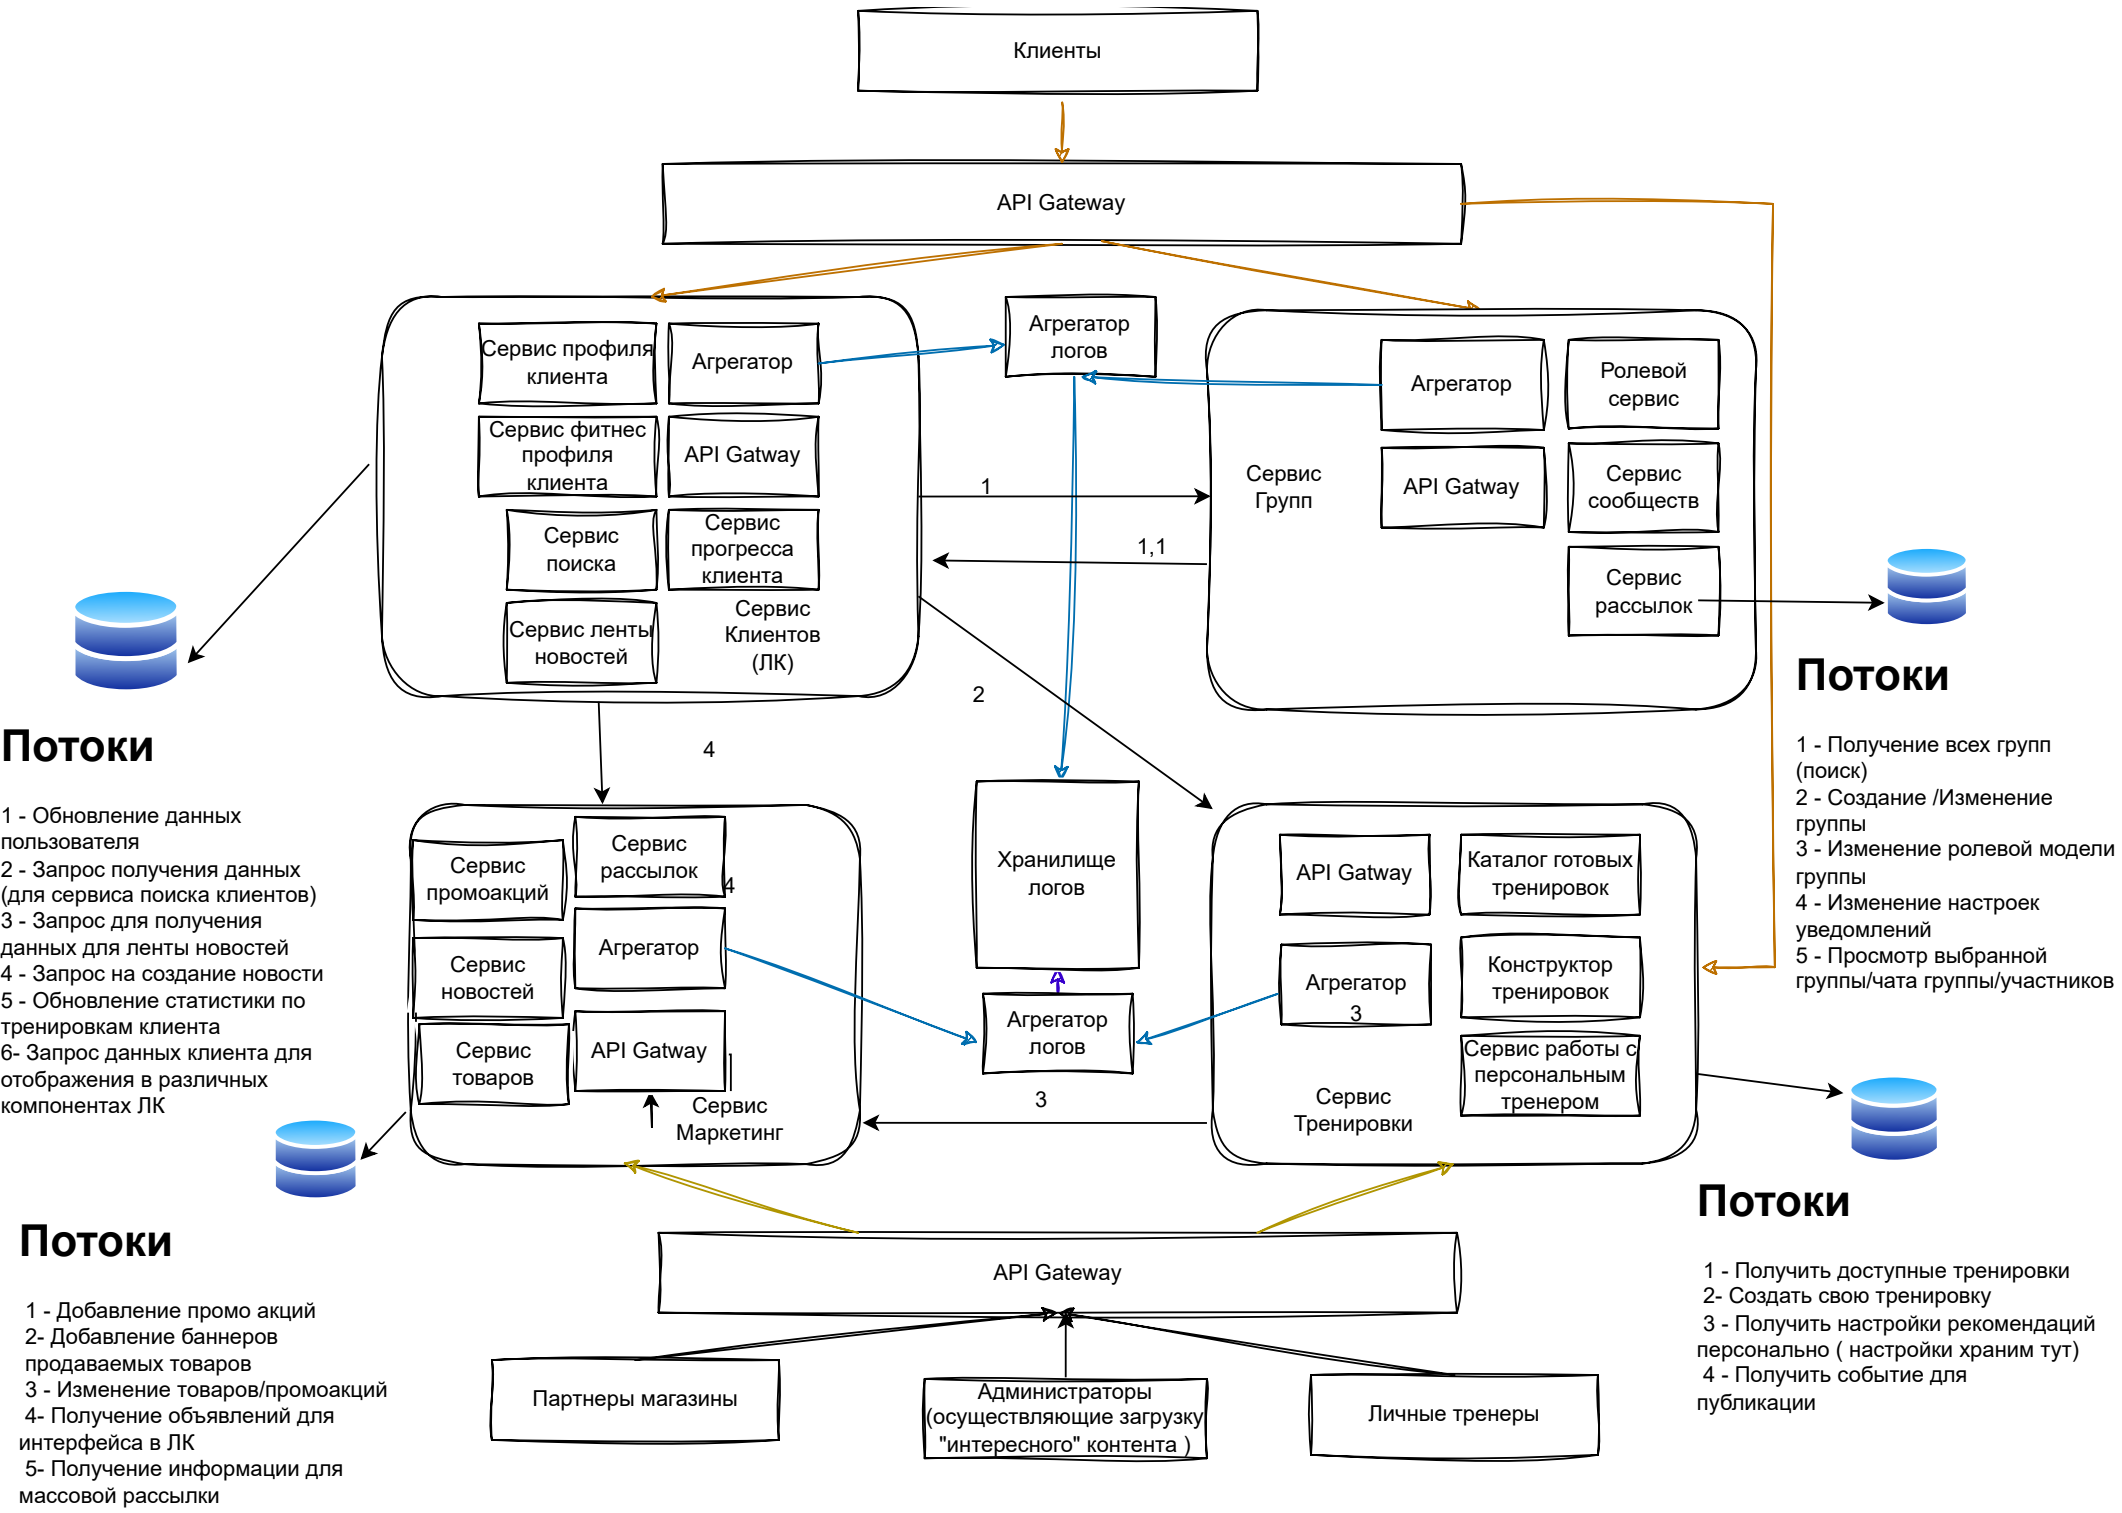 Клиенты
API Gateway
Сервис профиля
клиента
Агрегатор
Сервис фитнес
профиля
клиента
API Gatway
Сервис
поиска
Сервис
прогресса
клиента
Сервис ленты
новостей
Сервис
Клиентов
(ЛК)
Агрегатор
логов
Сервис
Групп
Агрегатор
Ролевой
сервис
API Gatway
Сервис
сообществ
Сервис
рассылок
1
1,1
2
4
Потоки
1 - Получение всех групп
(поиск)
2 - Создание /Изменение
группы
3 - Изменение ролевой модели
группы
4 - Изменение настроек
уведомлений
5 - Просмотр выбранной
группы/чата группы/участников
Потоки
1 - Обновление данных
пользователя
2 - Запрос получения данных
(для сервиса поиска клиентов)
3 - Запрос для получения
данных для ленты новостей
4 - Запрос на создание новости
5 - Обновление статистики по
тренировкам клиента
6- Запрос данных клиента для
отображения в различных
компонентах ЛК
Сервис
промоакций
Сервис
рассылок
4
Сервис
новостей
Агрегатор
Сервис
товаров
API Gatway
Сервис
Маркетинг
Хранилище
логов
Агрегатор
логов
3
API Gatway
Каталог готовых
тренировок
Агрегатор
3
Конструктор
тренировок
Сервис работы с
персональным
тренером
Сервис
Тренировки
Потоки
1 - Добавление промо акций
2- Добавление баннеров
продаваемых товаров
3 - Изменение товаров/промоакций
4- Получение объявлений для
интерфейса в ЛК
5- Получение информации для
массовой рассылки
Потоки
1 - Получить доступные тренировки
2- Создать свою тренировку
3 - Получить настройки рекомендаций
персонально ( настройки храним тут)
4 - Получить событие для
публикации
API Gateway
Партнеры магазины
Администраторы
(осуществляющие загрузку
"интересного" контента )
Личные тренеры